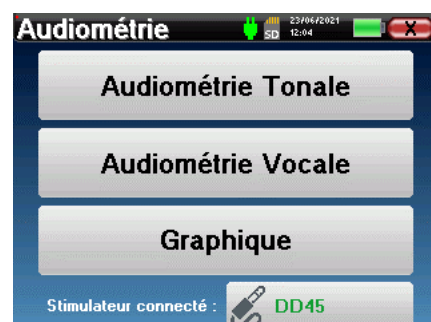 Audiométrie
SD 23/06/2021
12:04
X
Audiométrie Tonale
Audiométrie Vocale
Graphique
Stimulateur connecté : DD45